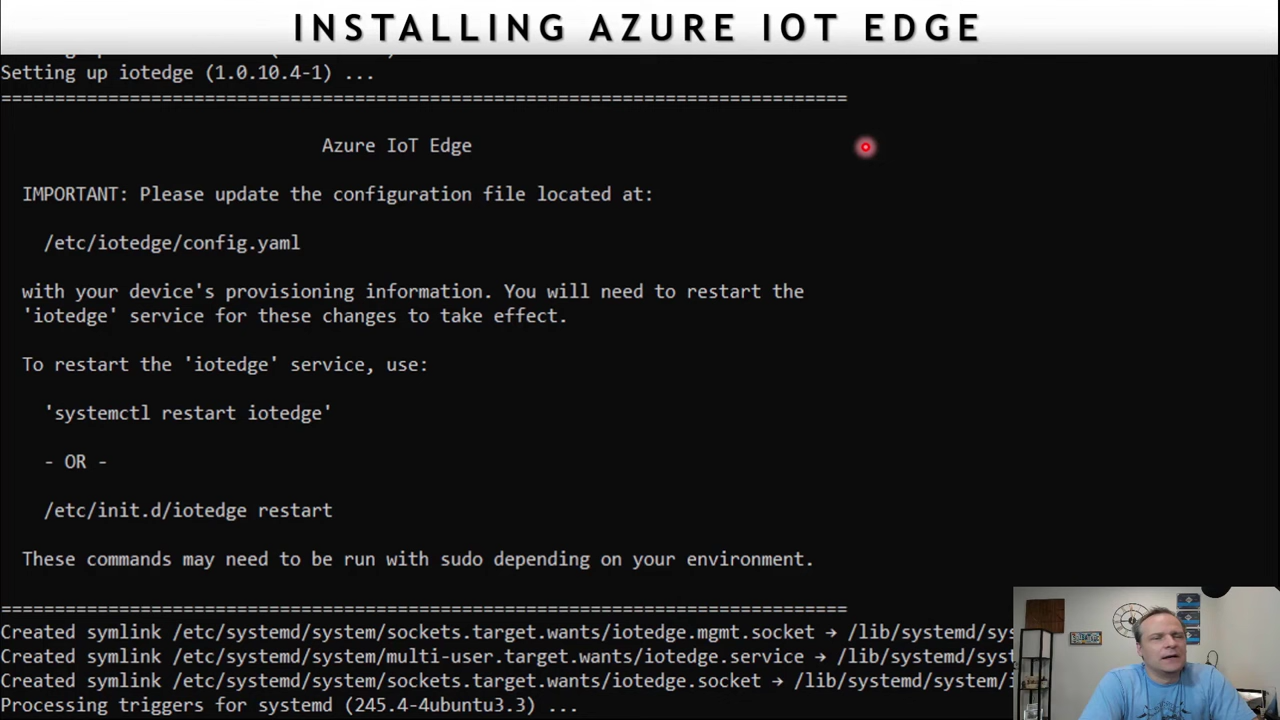 INSTALLING AZURE IOT EDGE
Setting up iotedge (1.0.10.4-1) ...
===============================================================================
Azure IoT Edge
IMPORTANT: Please update the configuration file located at:
/etc/iotedge/config.yaml
with your device's provisioning information. You will need to restart the
'iotedge' service for these changes to take effect.
To restart the 'iotedge' service, use:
'systemctl restart iotedge'
- OR -
/etc/init.d/iotedge restart
These commands may need to be run with sudo depending on your environment.
===============================================================================
Created symlink /etc/systemd/system/sockets.target.wants/iotedge.mgmt.socket → /lib/systemd/sys
Created symlink /etc/systemd/system/multi-user.target.wants/iotedge.service → /lib/systemd/syst
Created symlink /etc/systemd/system/sockets.target.wants/iotedge.socket → /lib/systemd/system/i
Processing triggers for systemd (245.4-4ubuntu3.3) ...